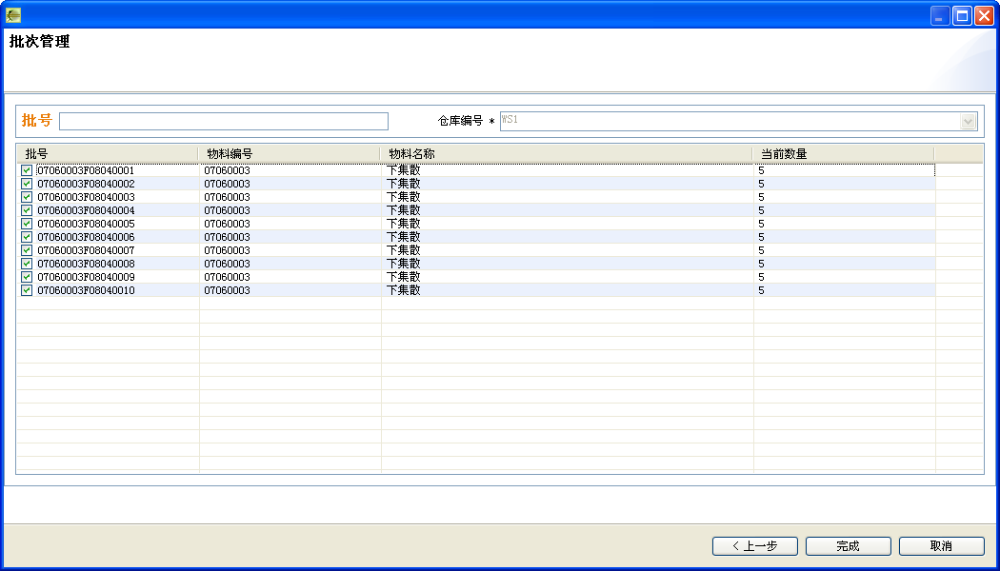 批次管理
批号 仓库编号 * WS1
批号 物料编号 物料名称 当前数量
07060003F08040001 07060003 下集散 5
07060003F08040002 07060003 下集散 5
07060003F08040003 07060003 下集散 5
07060003F08040004 07060003 下集散 5
07060003F08040005 07060003 下集散 5
07060003F08040006 07060003 下集散 5
07060003F08040007 07060003 下集散 5
07060003F08040008 07060003 下集散 5
07060003F08040009 07060003 下集散 5
07060003F08040010 07060003 下集散 5
< 上一步 完成 取消